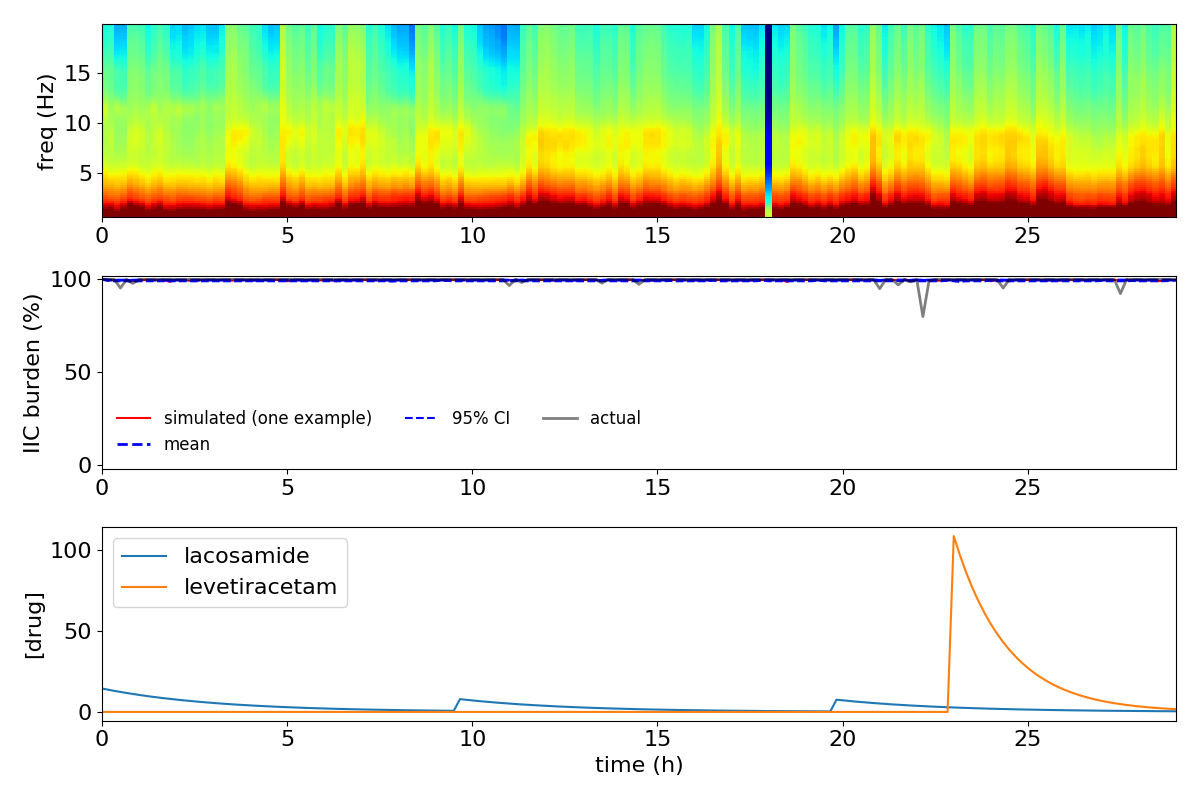 freq (Hz)
15
10
5
0 5 10 15 20 25
IIC burden (%)
100
50
0
simulated (one example) 95% CI actual
mean
0 5 10 15 20 25
[drug]
100
50
0
lacosamide
levetiracetam
0 5 10 15 20 25
time (h)